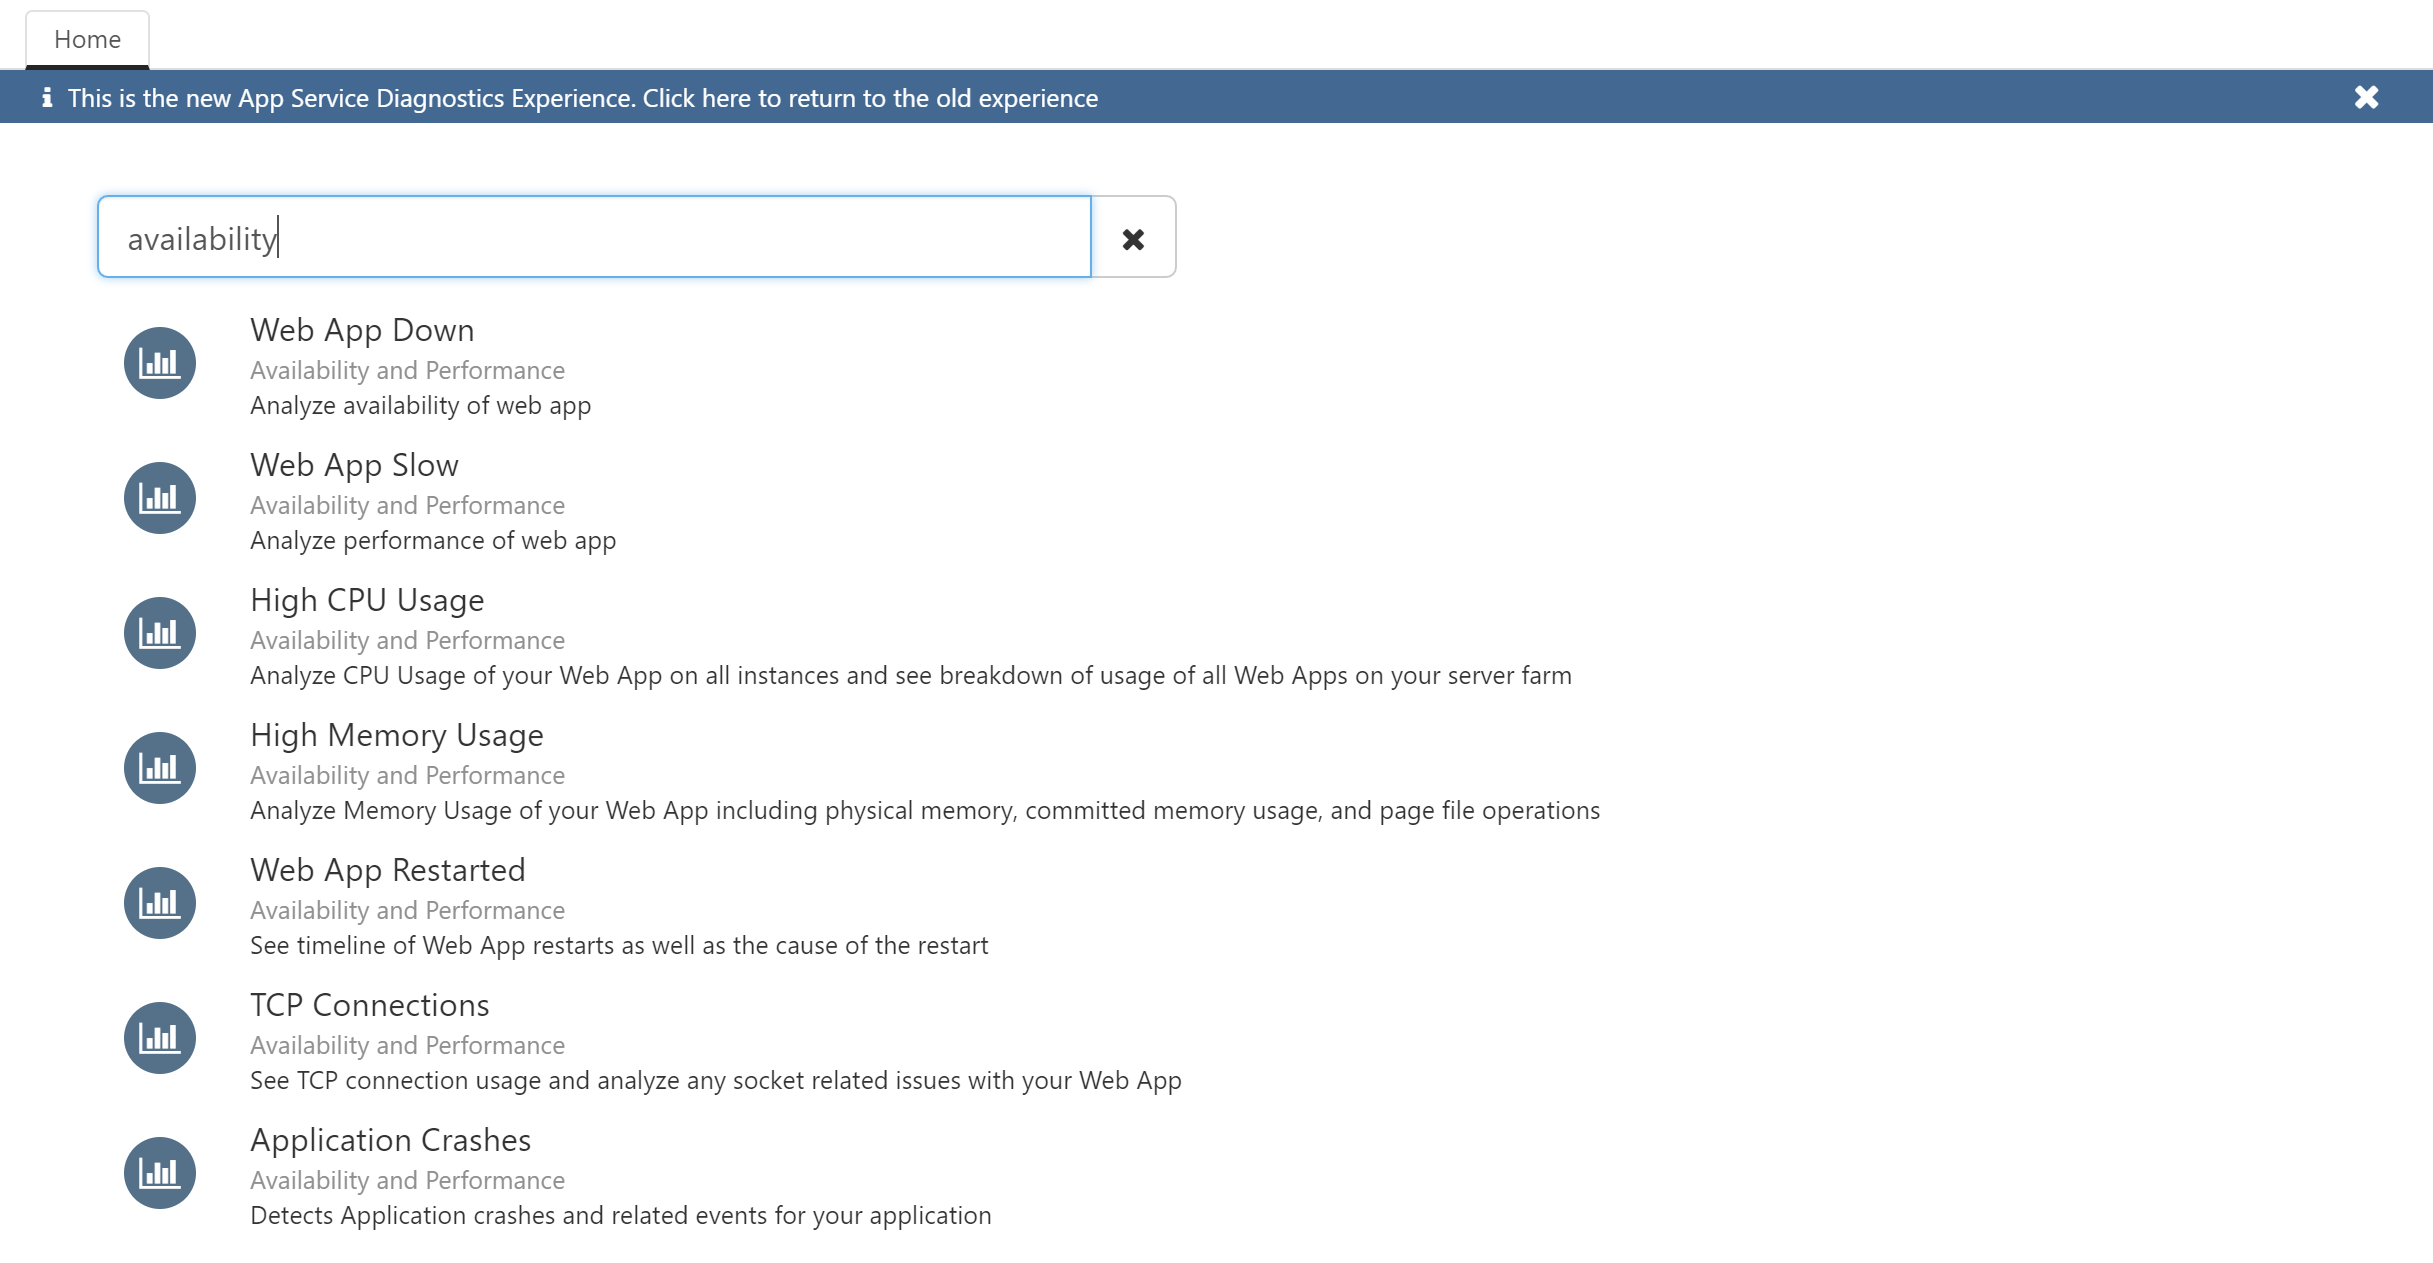 Home
This is the new App Service Diagnostics Experience. Click here to return to the old experience
availability
Web App Down
Availability and Performance
Analyze availability of web app
Web App Slow
Availability and Performance
Analyze performance of web app
High CPU Usage
Availability and Performance
Analyze CPU Usage of your Web App on all instances and see breakdown of usage of all Web Apps on your server farm
High Memory Usage
Availability and Performance
Analyze Memory Usage of your Web App including physical memory, committed memory usage, and page file operations
Web App Restarted
Availability and Performance
See timeline of Web App restarts as well as the cause of the restart
TCP Connections
Availability and Performance
See TCP connection usage and analyze any socket related issues with your Web App
Application Crashes
Availability and Performance
Detects Application crashes and related events for your application